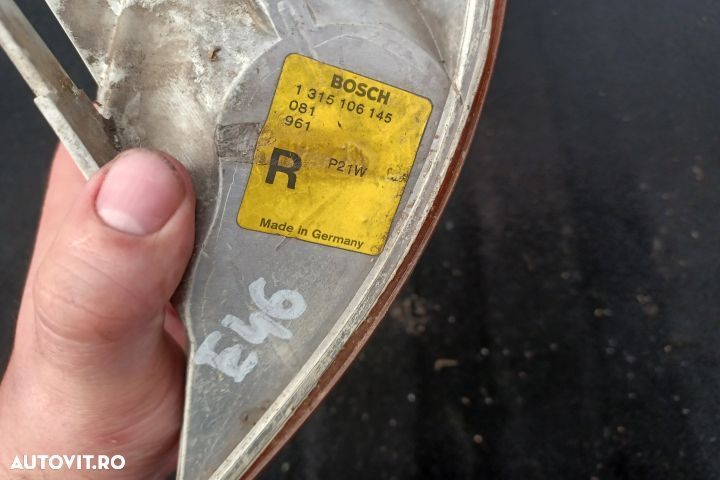 BOSCH
1 315 106 145
081
961
R P21W
Made in Germany
E46
AUTOVIT.RO